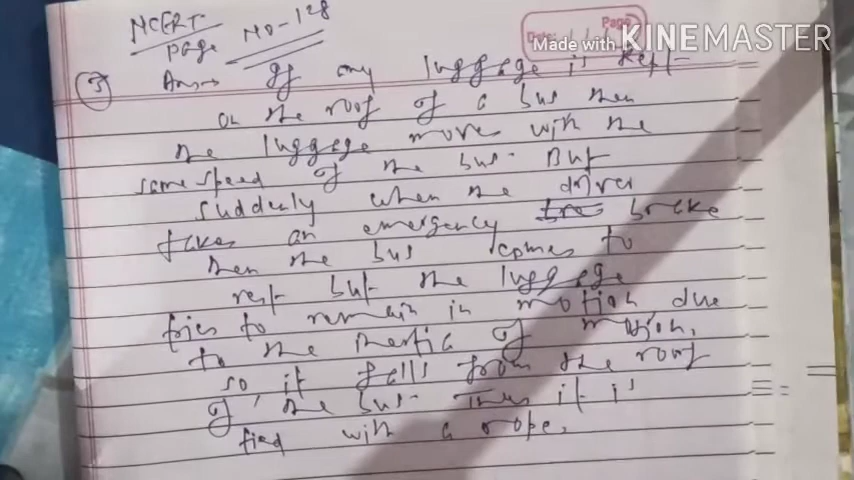 NCERT
Page No-128
Page
Date:
Made with KINEMASTER
3 Ans→ If any luggage is kept
on the roof of a bus then
the luggage moves with the
same speed of the bus. But
suddenly when the driver
takes an emergency brake
then the bus comes to
rest but the luggage
tries to remain in motion, due
to the inertia of motion.
so, it falls from the roof
of the bus. Thus it is
tied with a rope.